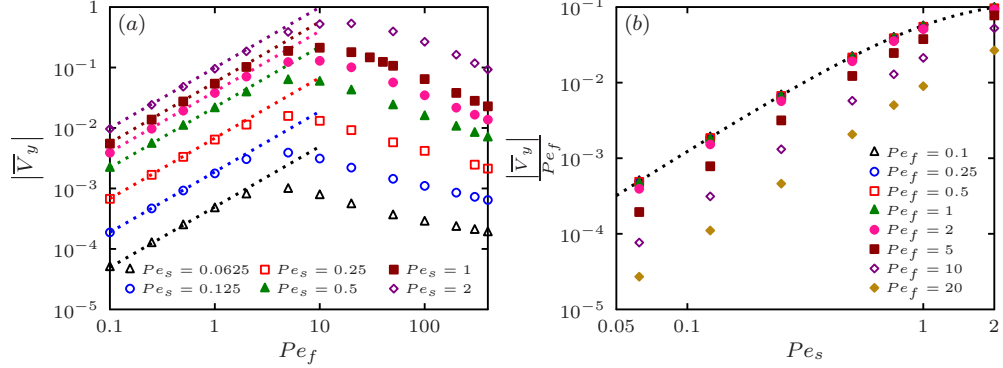 (a)
1
10^{-1}
10^{-2}
10^{-3}
10^{-4}
10^{-5}
|\overline{V}_y|
0.1 1 10 100
Pe_f
Pe_s = 0.0625 Pe_s = 0.25 Pe_s = 1
Pe_s = 0.125 Pe_s = 0.5 Pe_s = 2
(b)
10^{-1}
10^{-2}
10^{-3}
10^{-4}
10^{-5}
|\overline{V}_y| / Pe_f
0.05 0.1 1 2
Pe_s
Pe_f = 0.1
Pe_f = 0.25
Pe_f = 0.5
Pe_f = 1
Pe_f = 2
Pe_f = 5
Pe_f = 10
Pe_f = 20